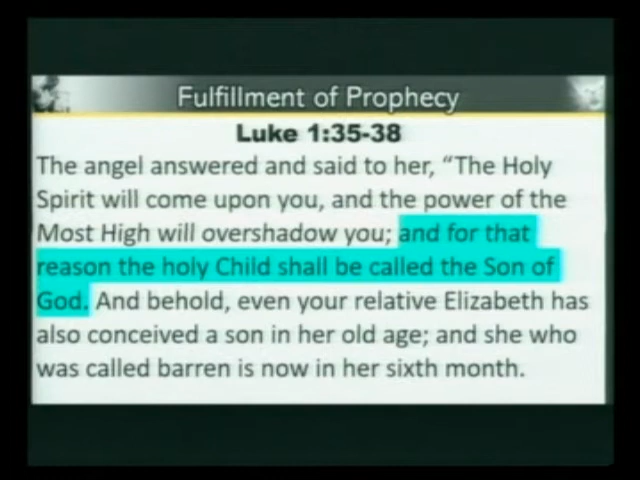 Fulfillment of Prophecy
Luke 1:35-38
The angel answered and said to her, “The Holy
Spirit will come upon you, and the power of the
Most High will overshadow you; and for that
reason the holy Child shall be called the Son of
God. And behold, even your relative Elizabeth has
also conceived a son in her old age; and she who
was called barren is now in her sixth month.